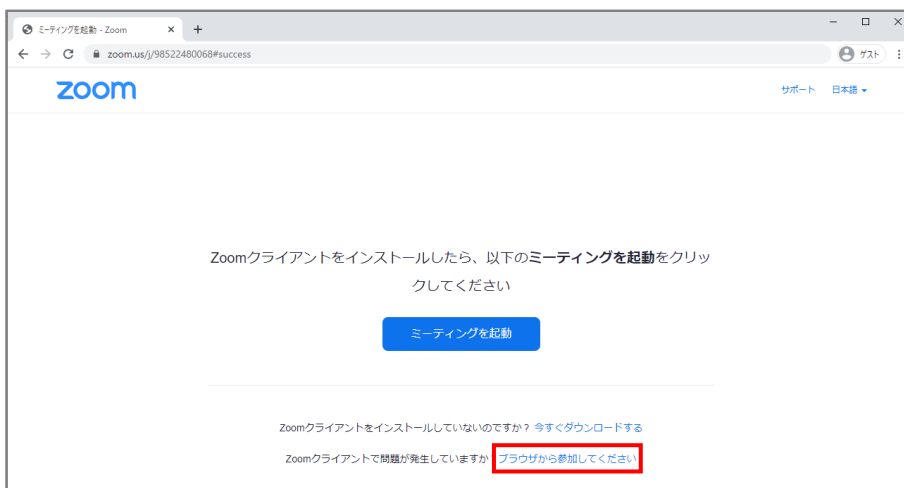 ミーティングを起動 - Zoom
zoom.us/j/98522480068#success
ゲスト
zoom
サポート 日本語
Zoomクライアントをインストールしたら、以下のミーティングを起動をクリッ
クしてください
ミーティングを起動
Zoomクライアントをインストールしていないのですか? 今すぐダウンロードする
Zoomクライアントで問題が発生していますか ブラウザから参加してください